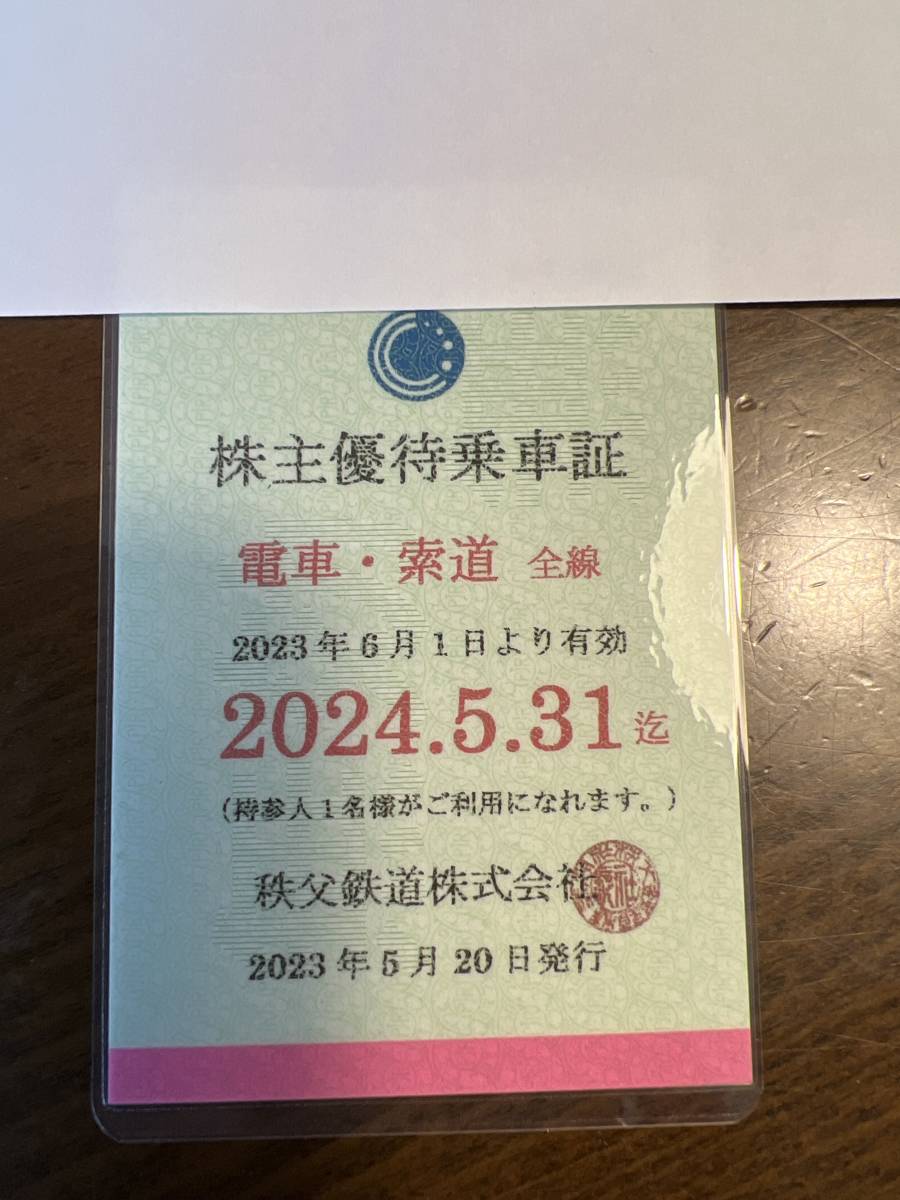 株主優待乗車証
電車・索道 全線
2023年6月1日より有効
2024.5.31迄
(持参人1名様がご利用になれます。)
秩父鉄道株式会社
2023年5月20日発行